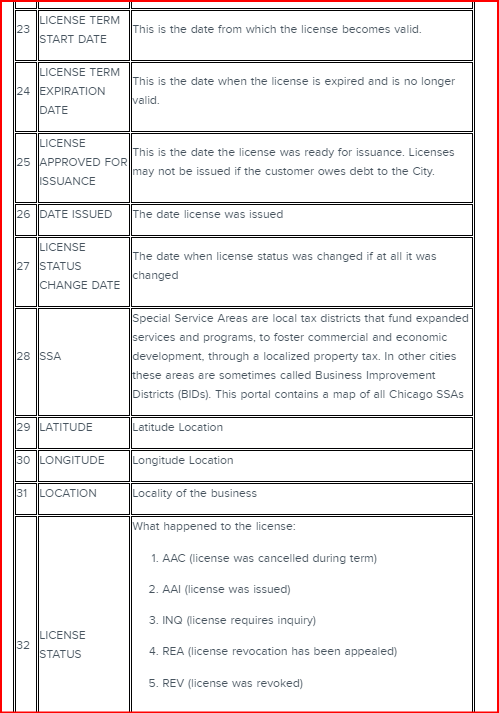 23
LICENSE TERM
START DATE
This is the date from which the license becomes valid.
24
LICENSE TERM
EXPIRATION
DATE
This is the date when the license is expired and is no longer
valid.
25
LICENSE
APPROVED FOR
ISSUANCE
This is the date the license was ready for issuance. Licenses
may not be issued if the customer owes debt to the City.
26
DATE ISSUED
The date license was issued
27
LICENSE
STATUS
CHANGE DATE
The date when license status was changed if at all it was
changed
28
SSA
Special Service Areas are local tax districts that fund expanded
services and programs, to foster commercial and economic
development, through a localized property tax. In other cities
these areas are sometimes called Business Improvement
Districts (BIDs). This portal contains a map of all Chicago SSAs
29
LATITUDE
Latitude Location
30
LONGITUDE
Longitude Location
31
LOCATION
Locality of the business
32
LICENSE
STATUS
What happened to the license:
1. AAC (license was cancelled during term)
2. AAI (license was issued)
3. INQ (license requires inquiry)
4. REA (license revocation has been appealed)
5. REV (license was revoked)